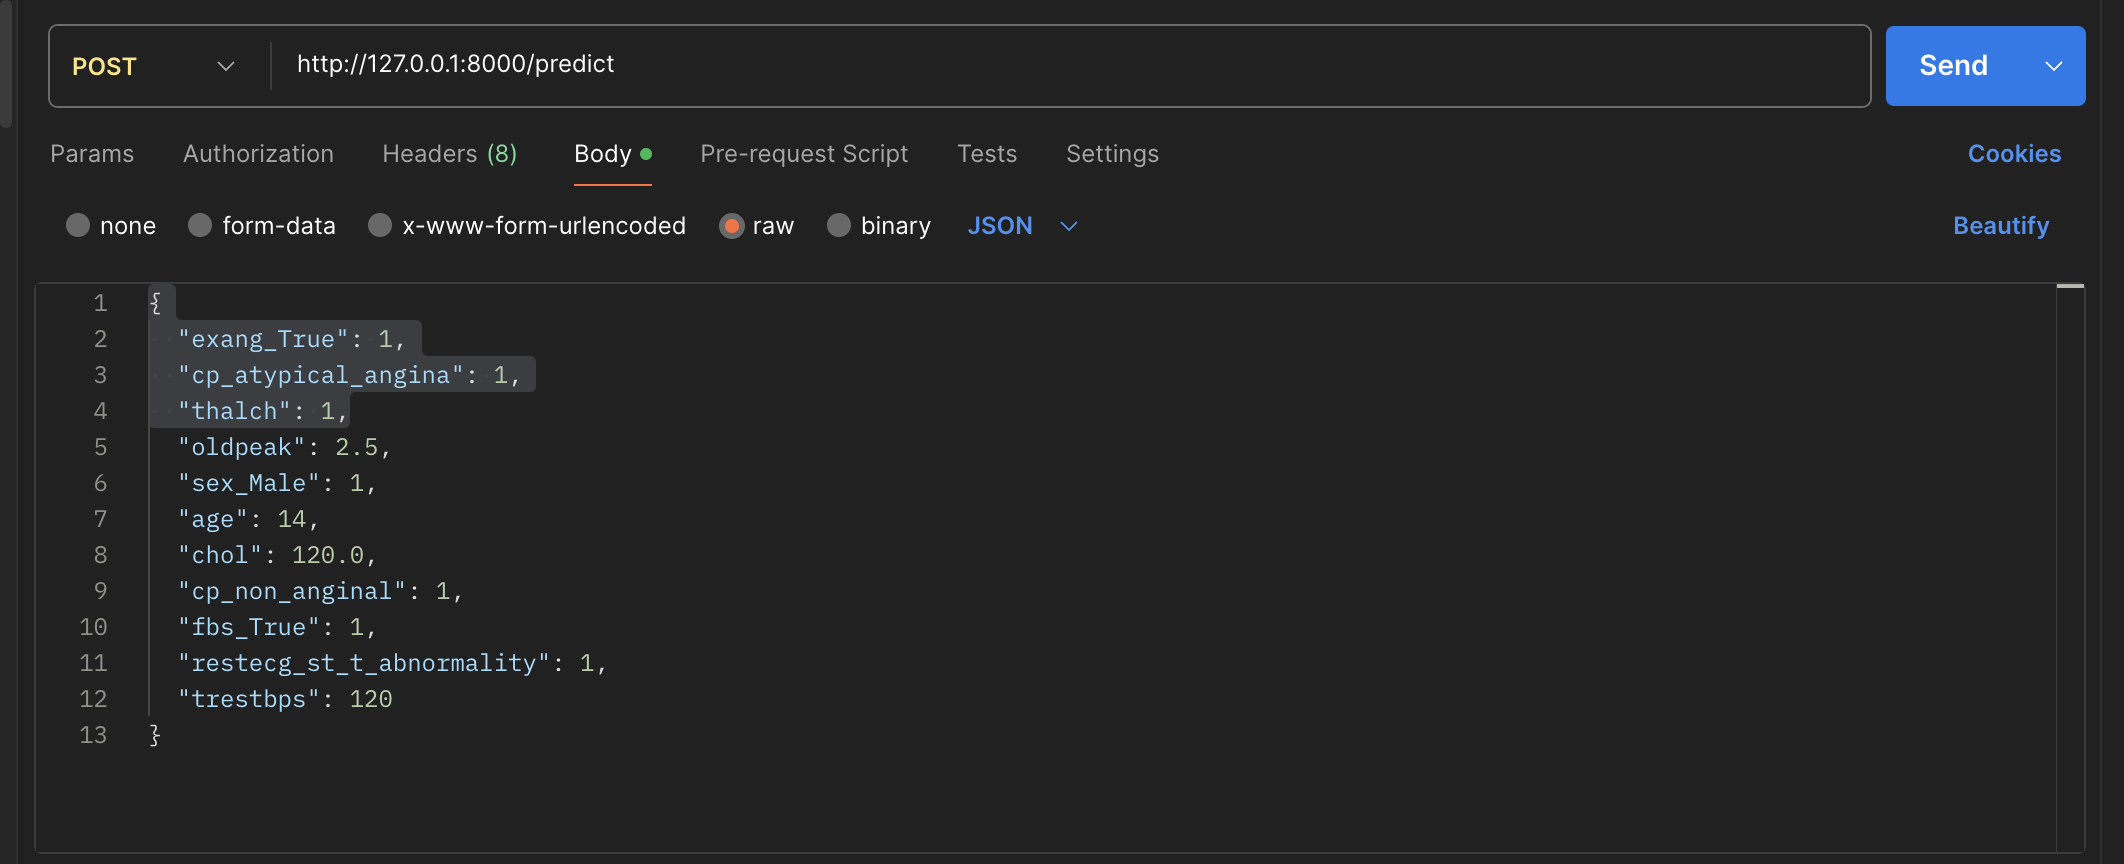 POST http://127.0.0.1:8000/predict Send
Params Authorization Headers (8) Body Pre-request Script Tests Settings Cookies
none form-data x-www-form-urlencoded raw binary JSON Beautify
1 {
2 "exang_True": 1,
3 "cp_atypical_angina": 1,
4 "thalch": 1,
5 "oldpeak": 2.5,
6 "sex_Male": 1,
7 "age": 14,
8 "chol": 120.0,
9 "cp_non_anginal": 1,
10 "fbs_True": 1,
11 "restecg_st_t_abnormality": 1,
12 "trestbps": 120
13 }